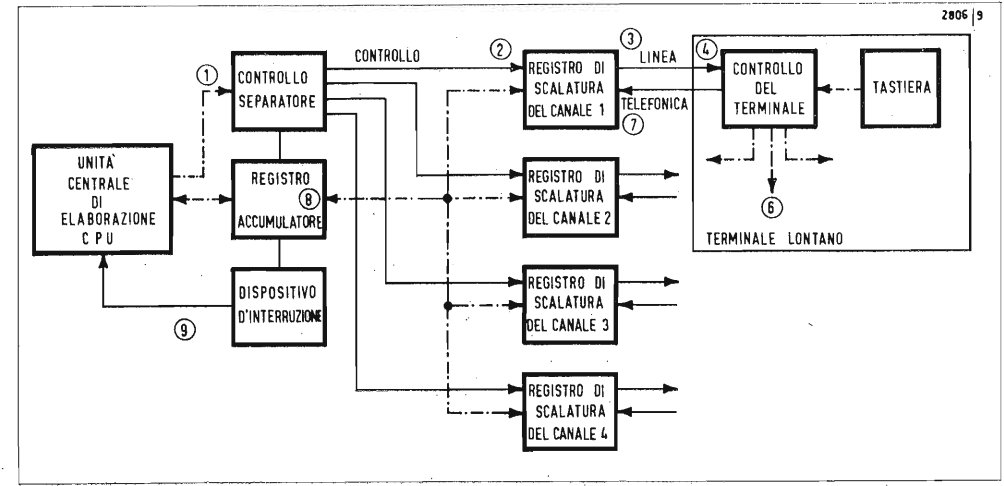 2806 | 9
1
CONTROLLO
SEPARATORE
CONTROLLO
2
REGISTRO DI
SCALATURA
DEL CANALE 1
3
LINEA
TELEFONICA
7
4
CONTROLLO
DEL
TERMINALE
TASTIERA
6
TERMINALE LONTANO
UNITÀ
CENTRALE
DI
ELABORAZIONE
CPU
REGISTRO
8
ACCUMULATORE
REGISTRO DI
SCALATURA
DEL CANALE 2
DISPOSITIVO
D'INTERRUZIONE
9
REGISTRO DI
SCALATURA
DEL CANALE 3
REGISTRO DI
SCALATURA
DEL CANALE 4